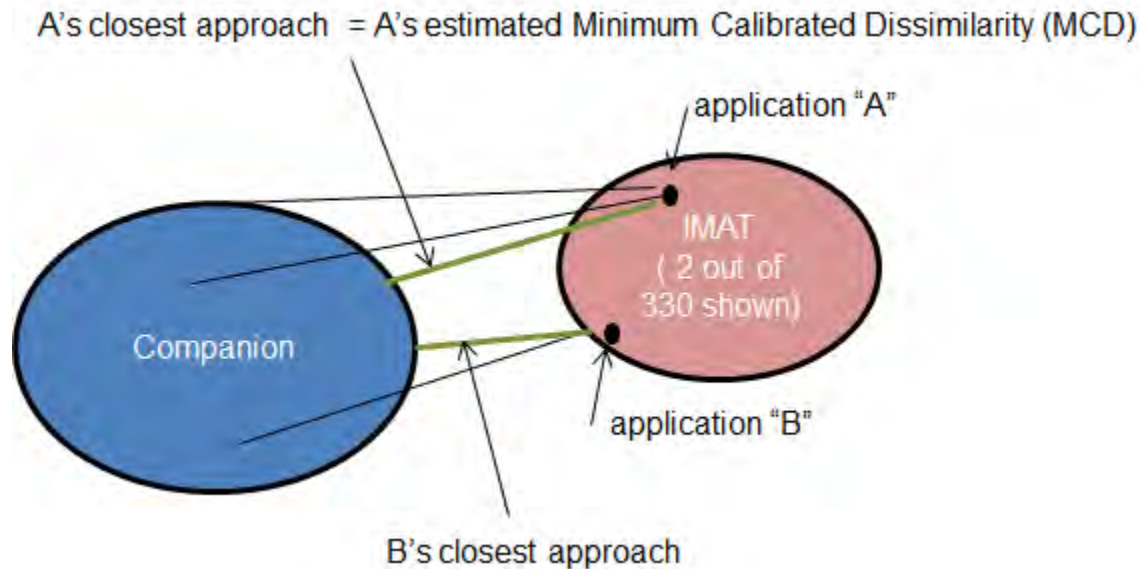 A’s closest approach = A’s estimated Minimum Calibrated Dissimilarity (MCD)
application “A”
IMAT
( 2 out of
330 shown)
Companion
application “B”
B’s closest approach